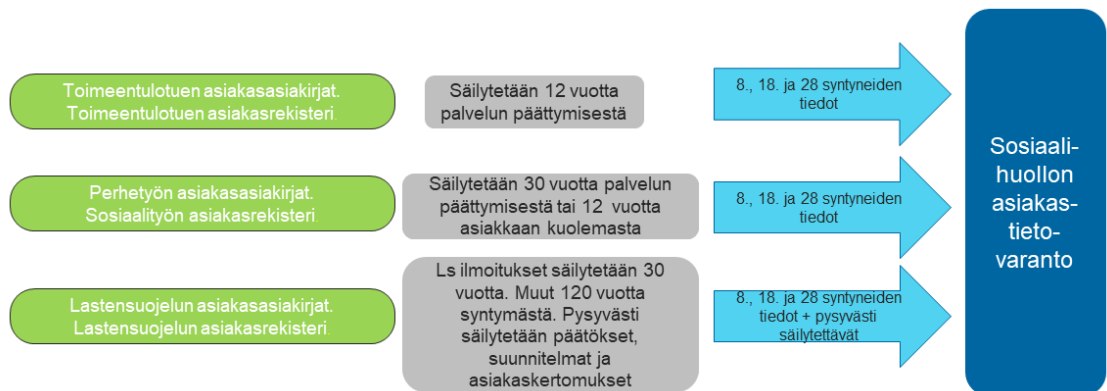 Toimeentulotuen asiakasasiakirjat.
Toimeentulotuen asiakasrekisteri.
Säilytetään 12 vuotta
palvelun päättymisestä
8., 18. ja 28 syntyneiden
tiedot
Perhetyön asiakasasiakirjat.
Sosiaalityön asiakasrekisteri.
Säilytetään 30 vuotta palvelun
päättymisestä tai 12 vuotta
asiakkaan kuolemasta
8., 18. ja 28 syntyneiden
tiedot
Lastensuojelun asiakasasiakirjat.
Lastensuojelun asiakasrekisteri.
Ls ilmoitukset säilytetään 30
vuotta. Muut 120 vuotta
syntymästä. Pysyvästi
säilytetään päätökset,
suunnitelmat ja
asiakaskertomukset
8., 18. ja 28 syntyneiden
tiedot + pysyvästi
säilytettävät
Sosiaali-
huollon
asiakas-
tieto-
varanto